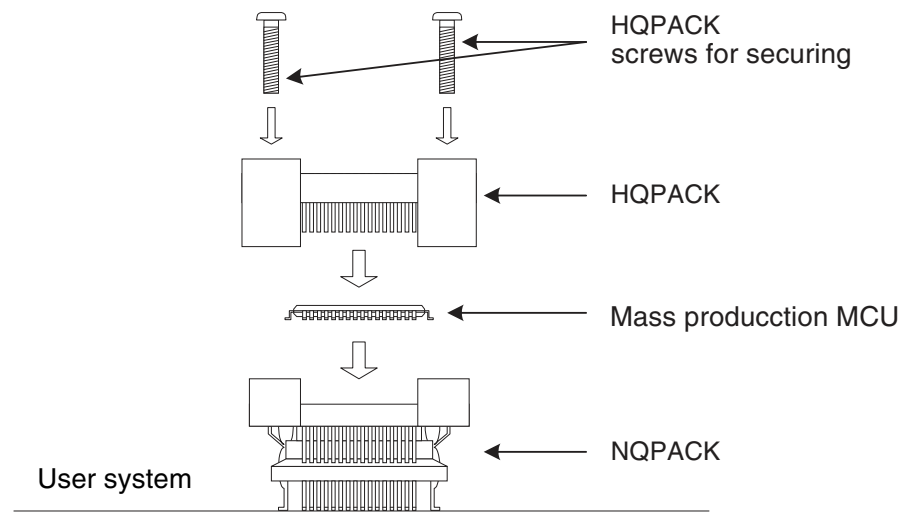 HQPACK
screws for securing
HQPACK
Mass producction MCU
NQPACK
User system